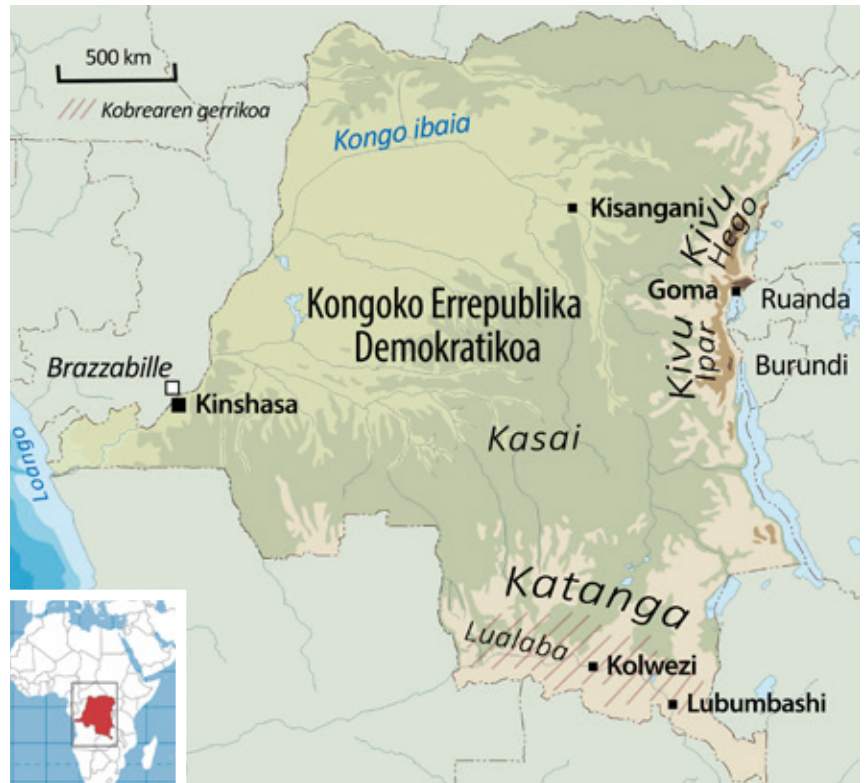 500 km
Kobrearen gerrikoa
Kongo ibaia
Kisangani
Kivu
Hego
Goma
Ruanda
Kongoko Errepublika
Demokratikoa
Kivu
Ipar
Burundi
Brazzabille
Kinshasa
Kasai
Loango
Katanga
Lualaba
Kolwezi
Lubumbashi